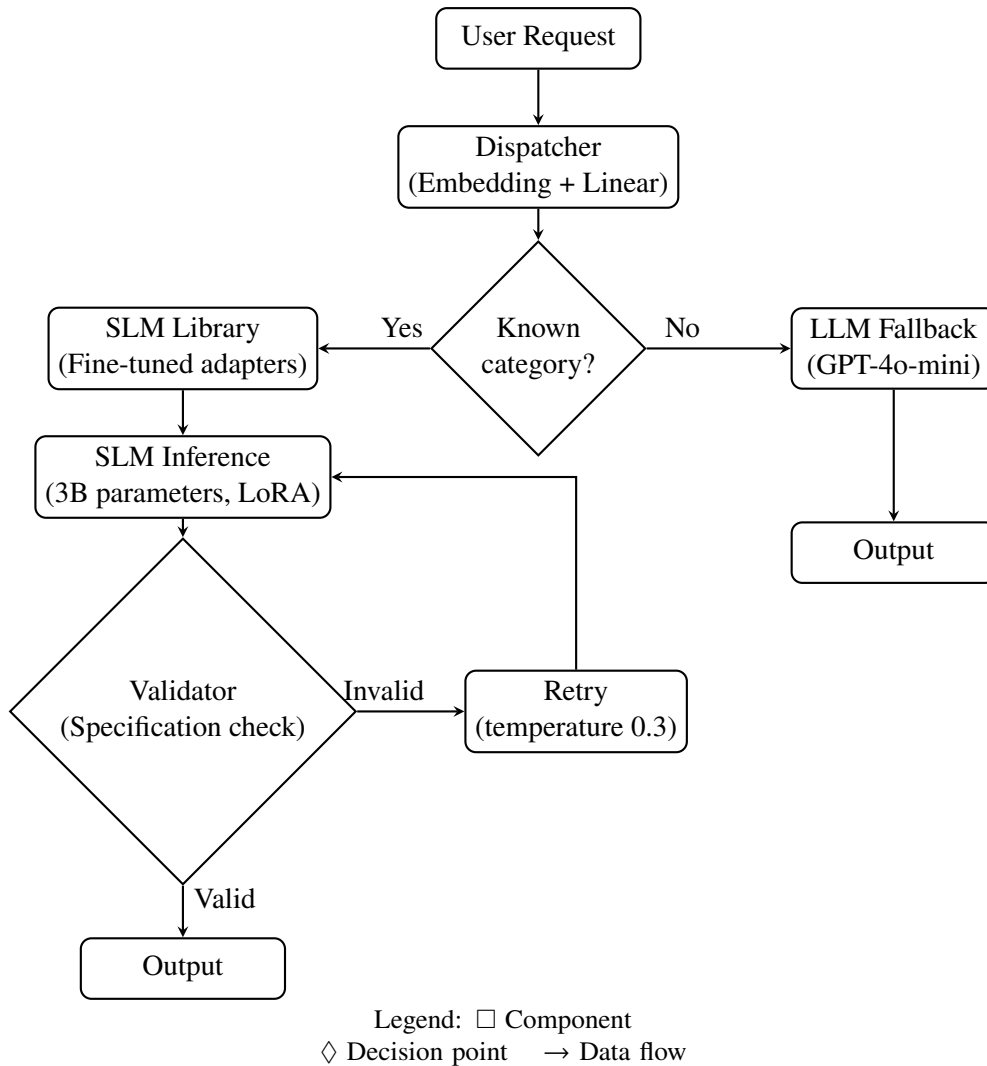 User Request
Dispatcher
(Embedding + Linear)
Known
category?
Yes
No
SLM Library
(Fine-tuned adapters)
LLM Fallback
(GPT-4o-mini)
SLM Inference
(3B parameters, LoRA)
Output
Validator
(Specification check)
Invalid
Retry
(temperature 0.3)
Valid
Output
Legend: □ Component
◊ Decision point → Data flow